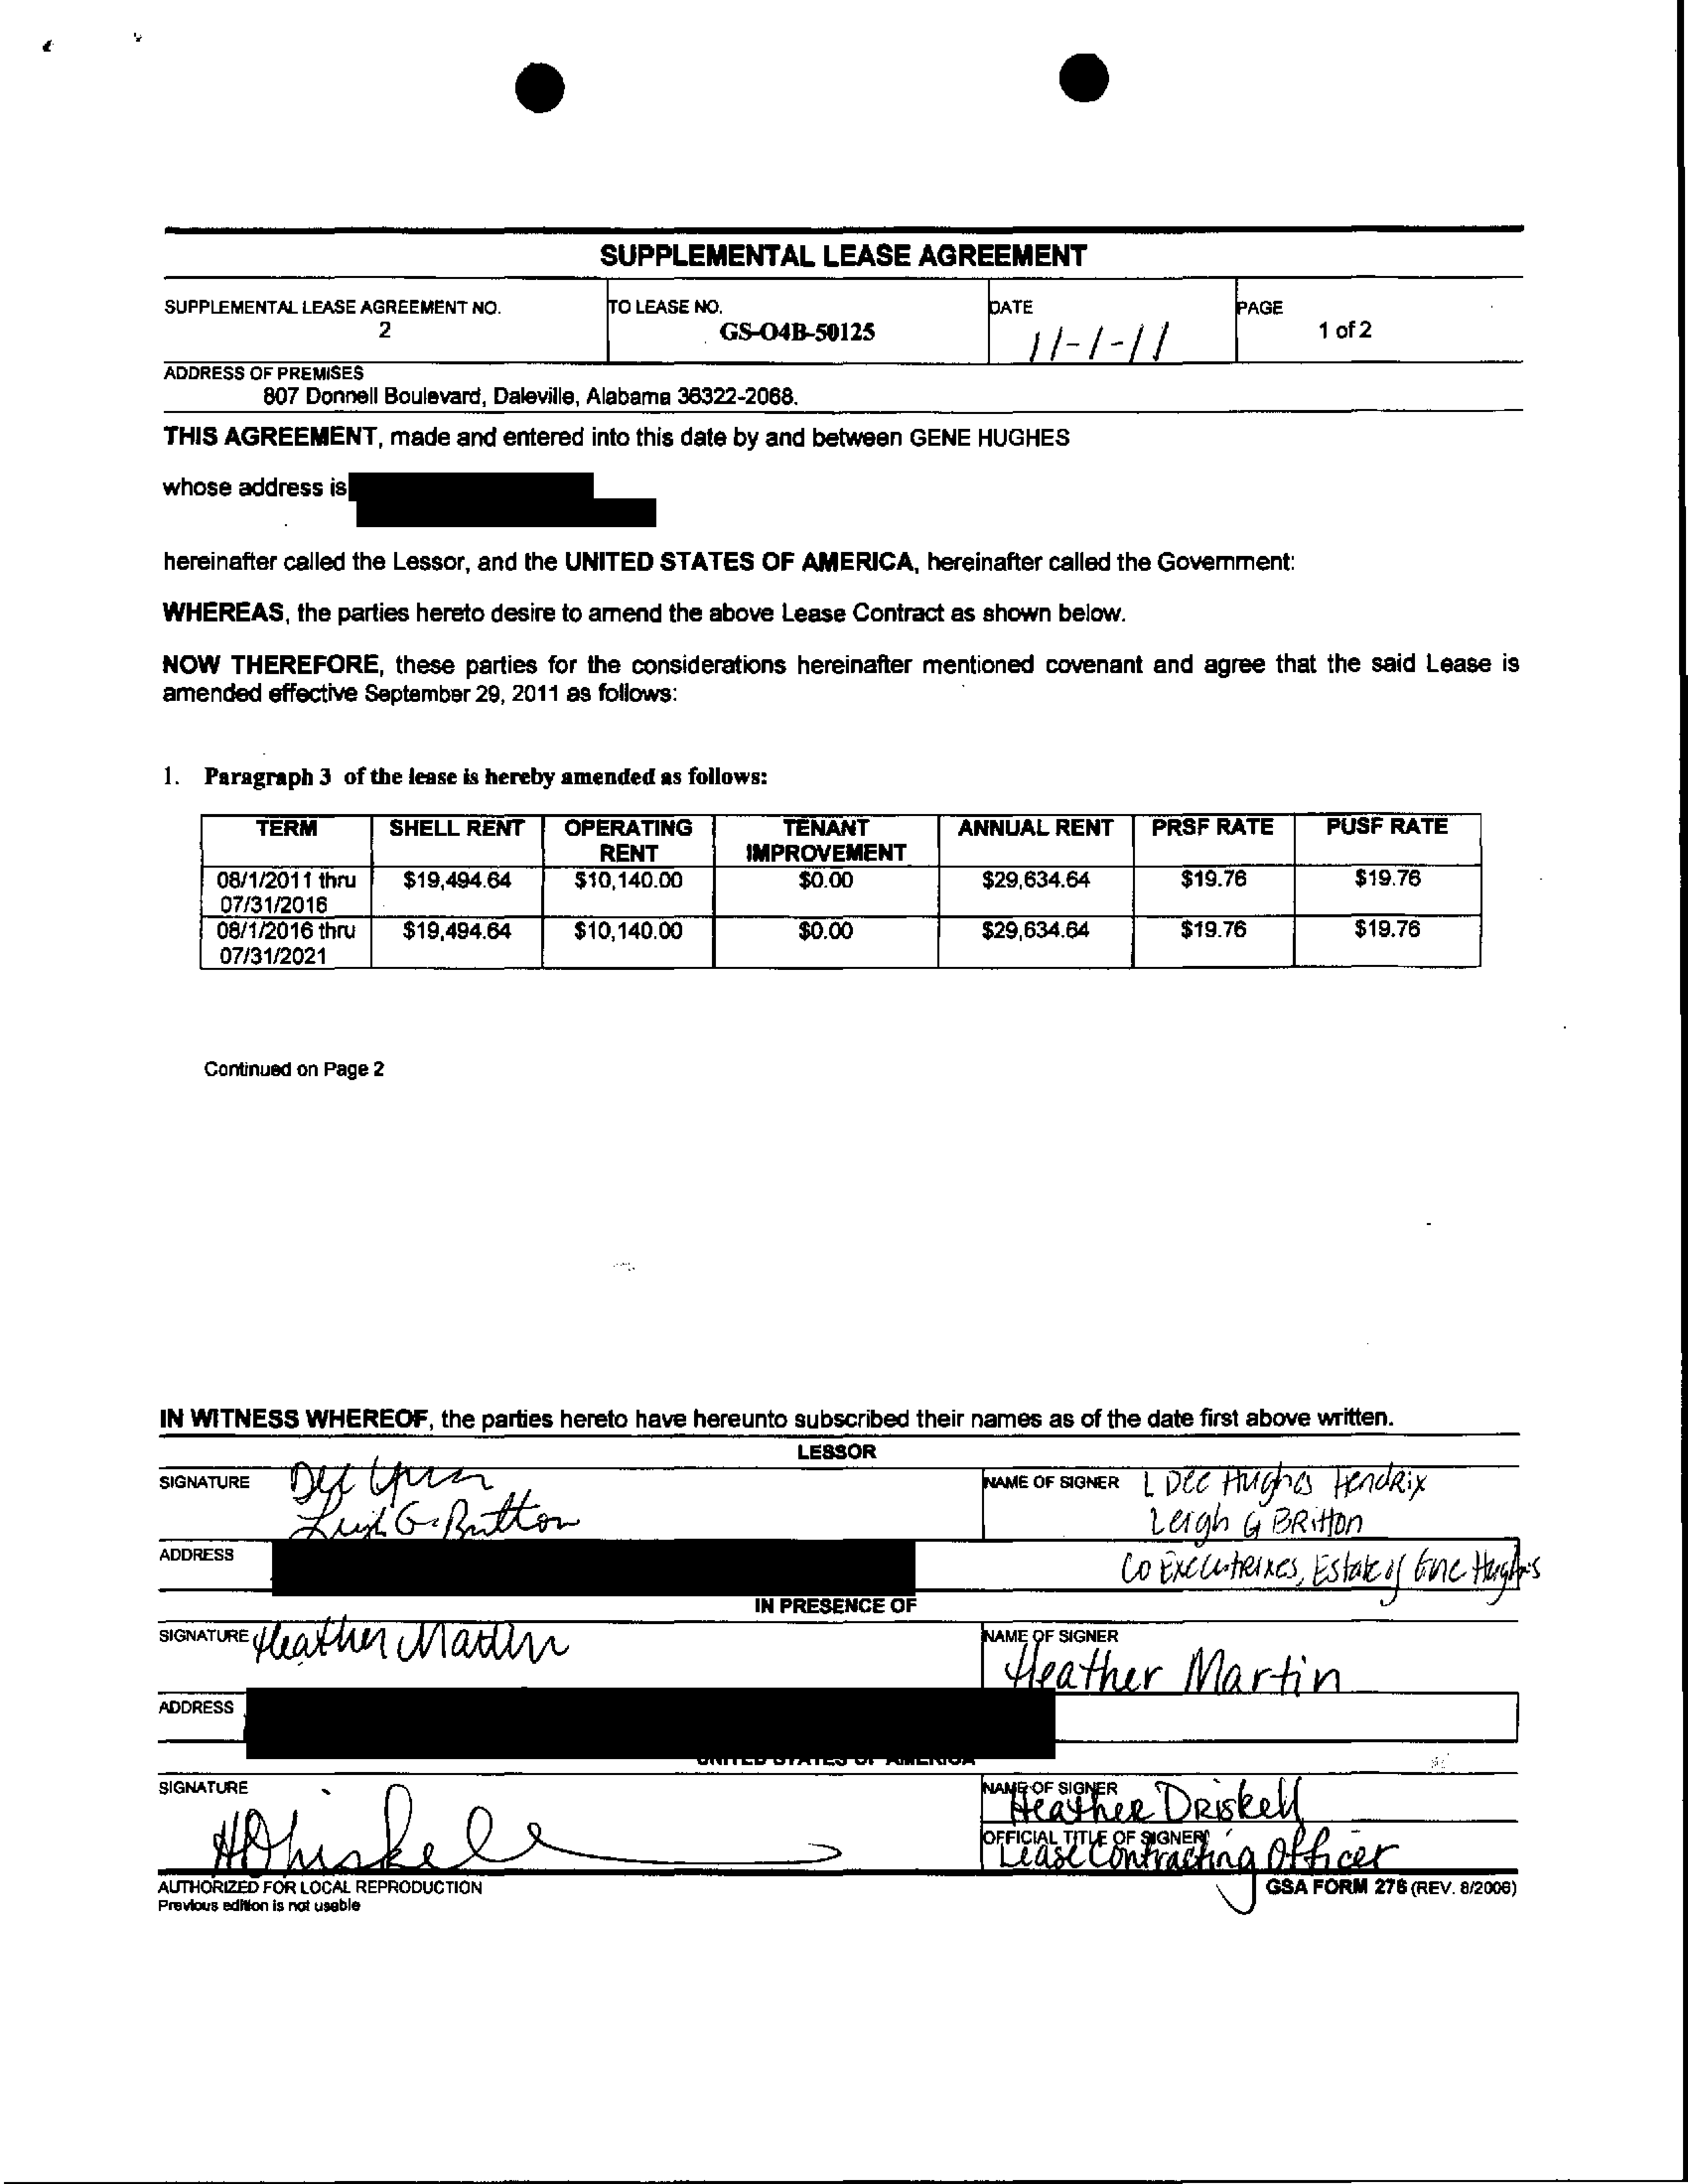 SUPPLEMENTAL LEASE AGREEMENT
SUPPLEMENTAL LEASE AGREEMENT NO.
2
TO LEASE NO.
GS-O4B-50125
DATE
11-1-11
PAGE
1 of 2
ADDRESS OF PREMISES
807 Donnell Boulevard, Daleville, Alabama 36322-2068.
THIS AGREEMENT, made and entered into this date by and between GENE HUGHES
whose address is
hereinafter called the Lessor, and the UNITED STATES OF AMERICA, hereinafter called the Government:
WHEREAS, the parties hereto desire to amend the above Lease Contract as shown below.
NOW THEREFORE, these parties for the considerations hereinafter mentioned covenant and agree that the said Lease is
amended effective September 29, 2011 as follows:
1. Paragraph 3 of the lease is hereby amended as follows:
TERM SHELL RENT OPERATING RENT TENANT IMPROVEMENT ANNUAL RENT PRSF RATE PUSF RATE
08/1/2011 thru 07/31/2016 $19,494.64 $10,140.00 $0.00 $29,634.64 $19.76 $19.76
08/1/2016 thru 07/31/2021 $19,494.64 $10,140.00 $0.00 $29,634.64 $19.76 $19.76
Continued on Page 2
IN WITNESS WHEREOF, the parties hereto have hereunto subscribed their names as of the date first above written.
LESSOR
SIGNATURE
Leigh G. Britton
NAME OF SIGNER
L Dee Hughes Hendrix
Leigh G BRitton
ADDRESS
Co Executrixes, Estate of Gene Hughes
IN PRESENCE OF
SIGNATURE
Heather Martin
NAME OF SIGNER
Heather Martin
ADDRESS
UNITED STATES OF AMERICA
SIGNATURE
NAME OF SIGNER
Heather Driskell
OFFICIAL TITLE OF SIGNER
Lease Contracting Officer
AUTHORIZED FOR LOCAL REPRODUCTION
Previous edition is not usable
GSA FORM 276 (REV. 8/2006)